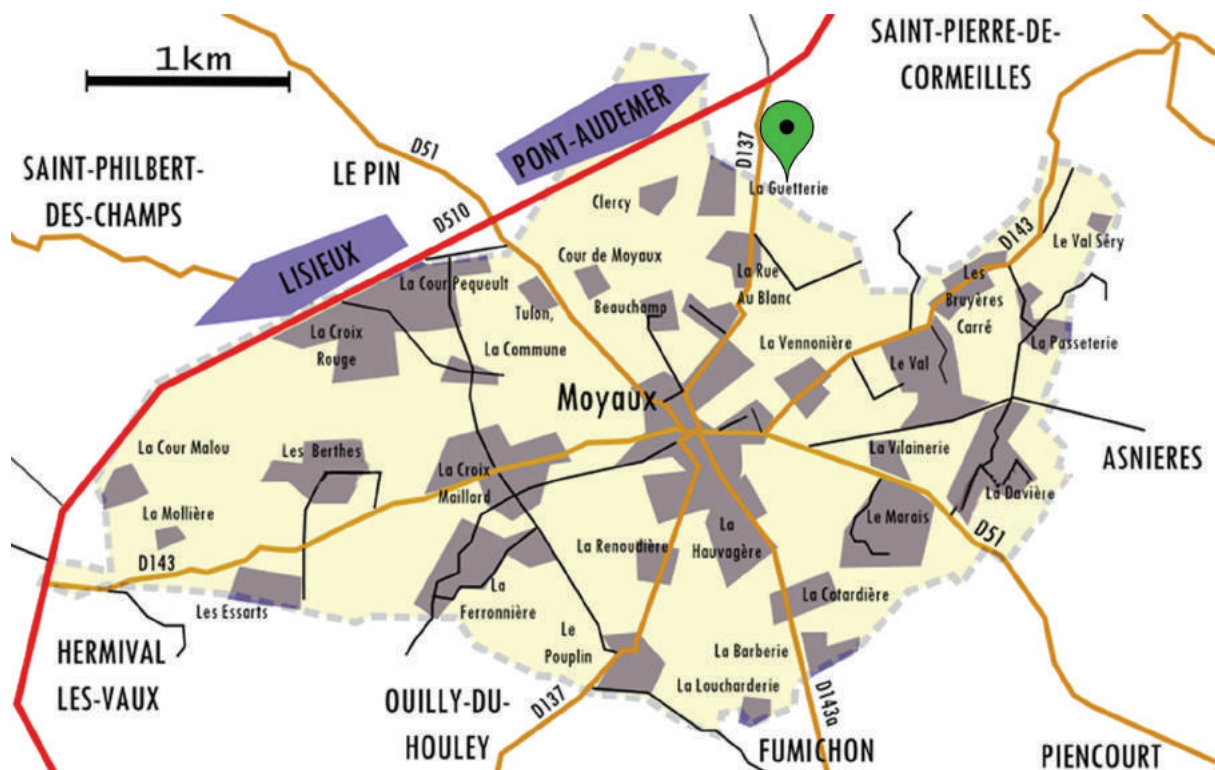 1km
SAINT-PIERRE-DE-
CORMEILLES
PONT-AUDEMER
D51
D137
LE PIN
SAINT-PHILBERT-
DES-CHAMPS
La Guetterie
Clercy
D510
LISIEUX
D143
Le Val Séry
Cour de Moyaux
La Cour Pequeult
La Rue
Au Blanc
Les
Bruyères
Carré
Tulon,
Beauchamp
La Croix
Rouge
La Commune
La Vennonière
La Passeterie
Le Val
Moyaux
La Cour Malou
Les Berthes
La Croix
Maillard
La Vilainerie
ASNIERES
La Davière
La Mollière
Le Marais
La
Hauvagère
D51
La Renoudière
D143
Les Essarts
La
Ferronnière
La Cotardière
Le
Pouplin
La Barberie
HERMIVAL
LES-VAUX
La Loucharderie
OUILLY-DU-
HOULEY
D137
D143a
FUMICHON
PIENCOURT